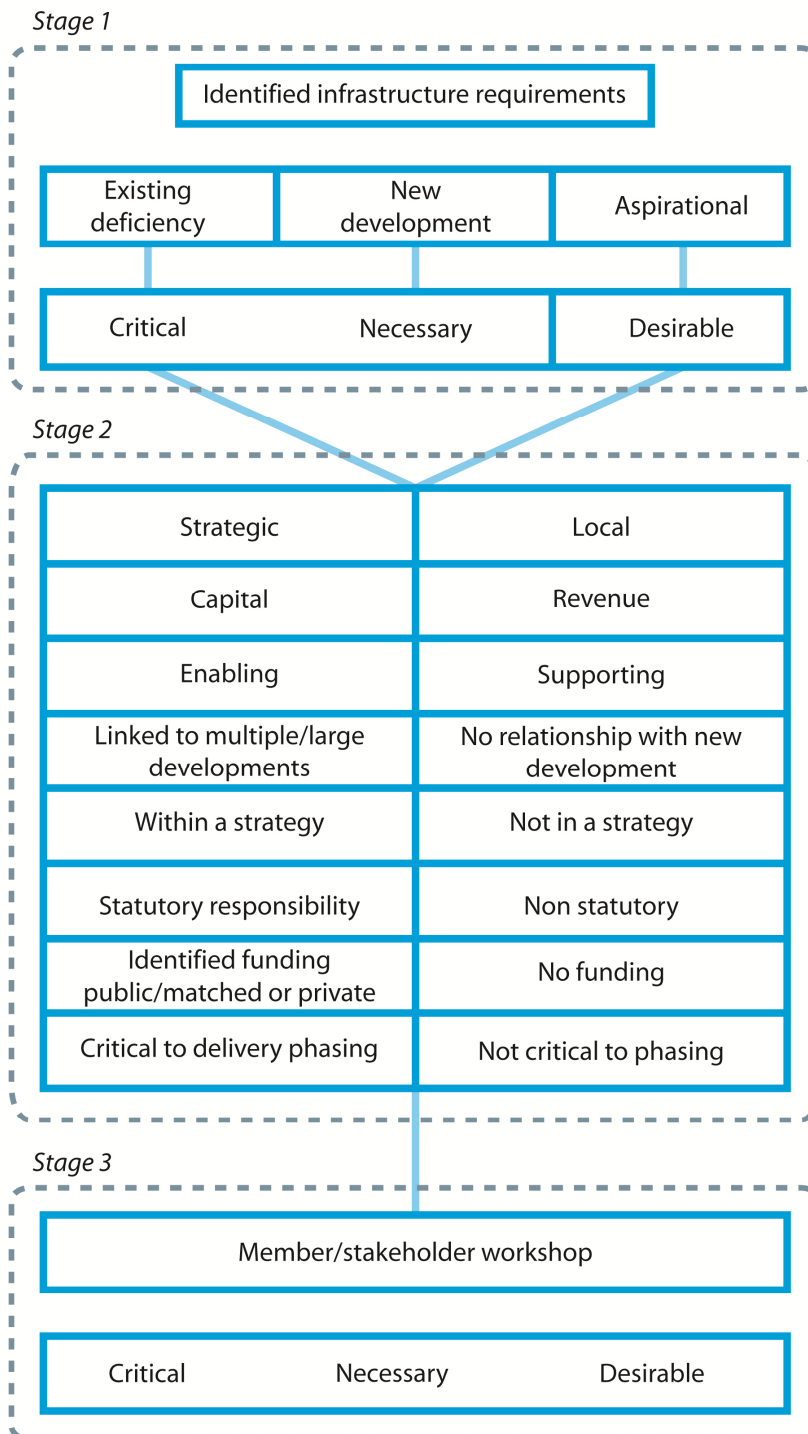 Stage 1
Identified infrastructure requirements
Existing
deficiency
New
development
Aspirational
Critical
Necessary
Desirable
Stage 2
Strategic
Local
Capital
Revenue
Enabling
Supporting
Linked to multiple/large
developments
No relationship with new
development
Within a strategy
Not in a strategy
Statutory responsibility
Non statutory
Identified funding
public/matched or private
No funding
Critical to delivery phasing
Not critical to phasing
Stage 3
Member/stakeholder workshop
Critical
Necessary
Desirable